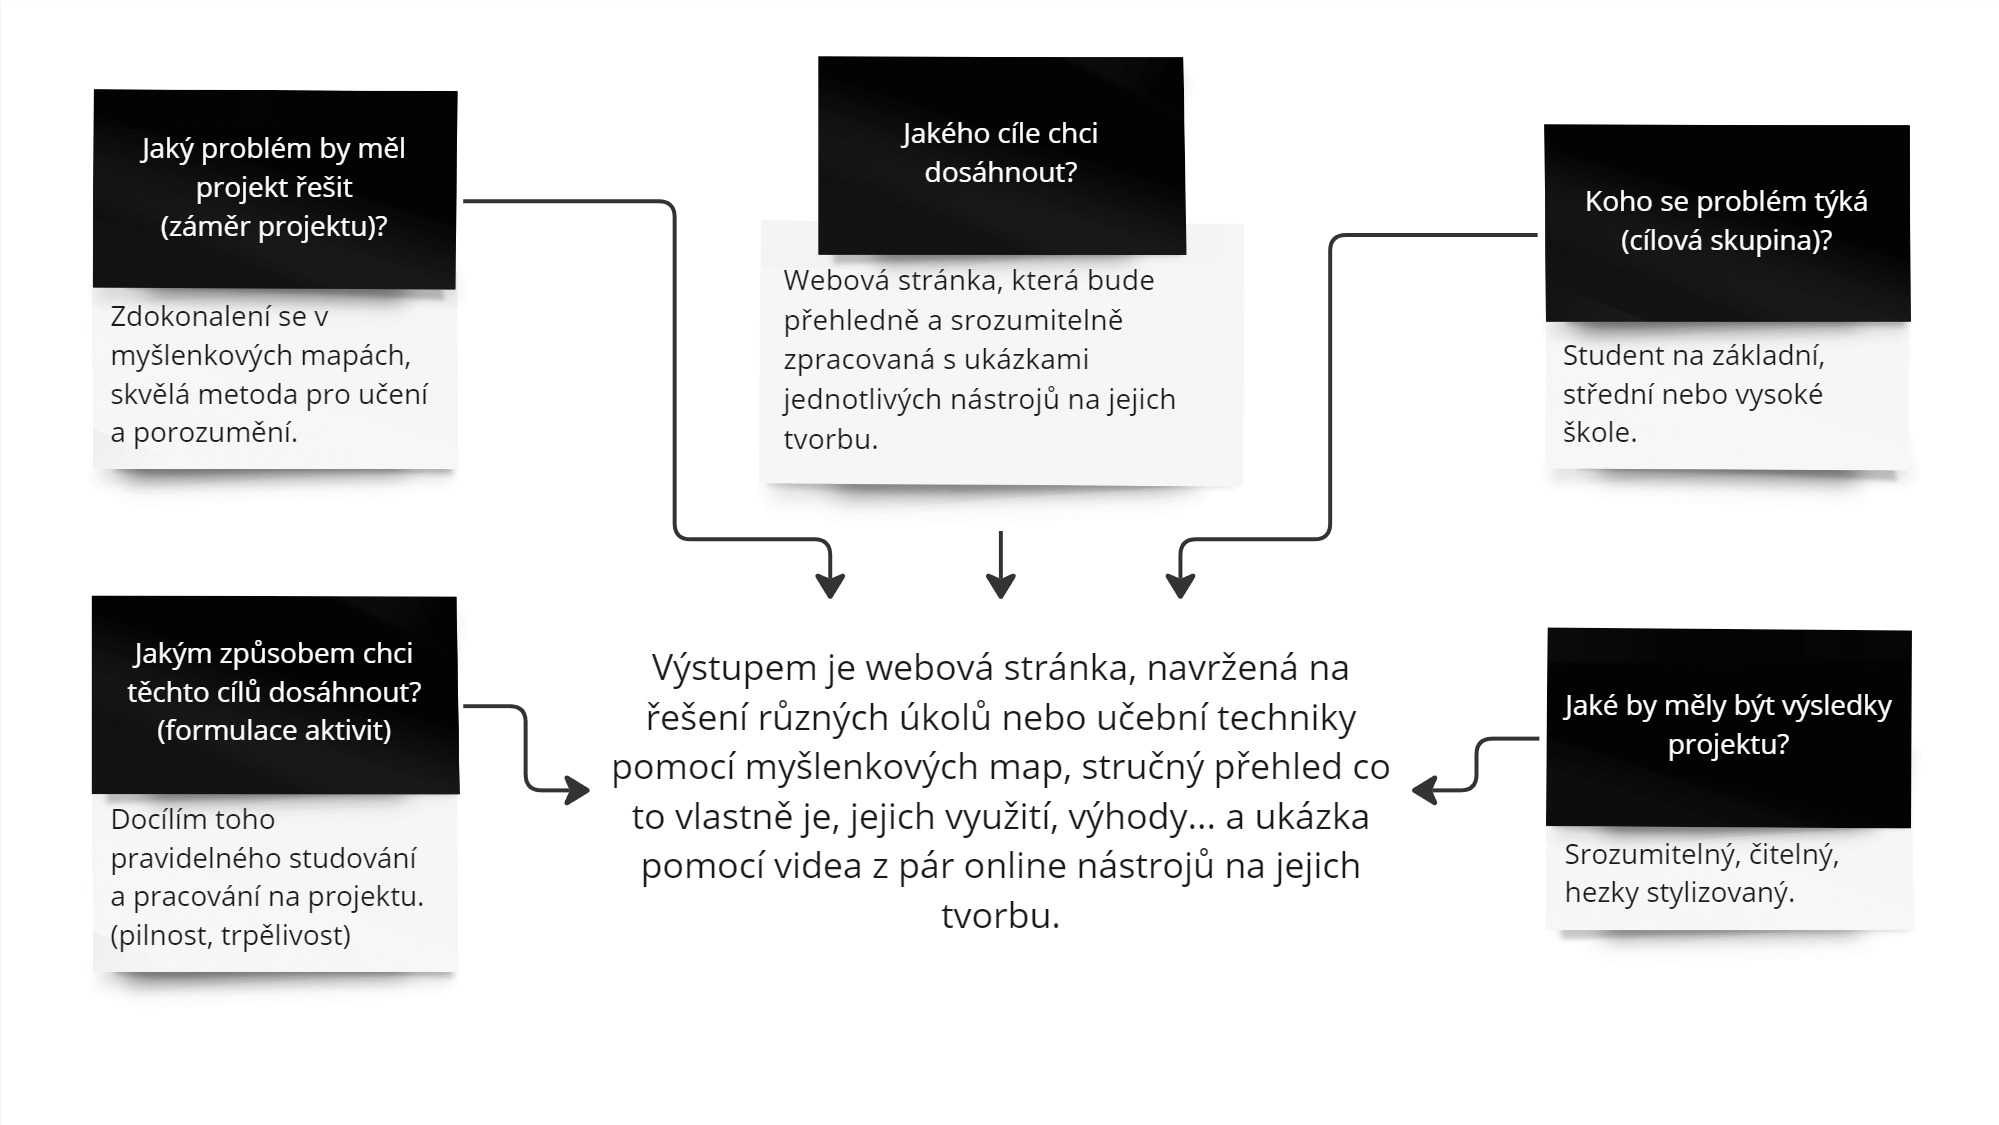 Jaký problém by měl
projekt řešit
(záměr projektu)?
Zdokonalení se v
myšlenkových mapách,
skvělá metoda pro učení
a porozumění.
Jakého cíle chci
dosáhnout?
Webová stránka, která bude
přehledně a srozumitelně
zpracovaná s ukázkami
jednotlivých nástrojů na jejich
tvorbu.
Koho se problém týká
(cílová skupina)?
Student na základní,
střední nebo vysoké
škole.
Jakým způsobem chci
těchto cílů dosáhnout?
(formulace aktivit)
Docílím toho
pravidelného studování
a pracování na projektu.
(pilnost, trpělivost)
Výstupem je webová stránka, navržená na
řešení různých úkolů nebo učební techniky
pomocí myšlenkových map, stručný přehled co
to vlastně je, jejich využití, výhody... a ukázka
pomocí videa z pár online nástrojů na jejich
tvorbu.
Jaké by měly být výsledky
projektu?
Srozumitelný, čitelný,
hezky stylizovaný.